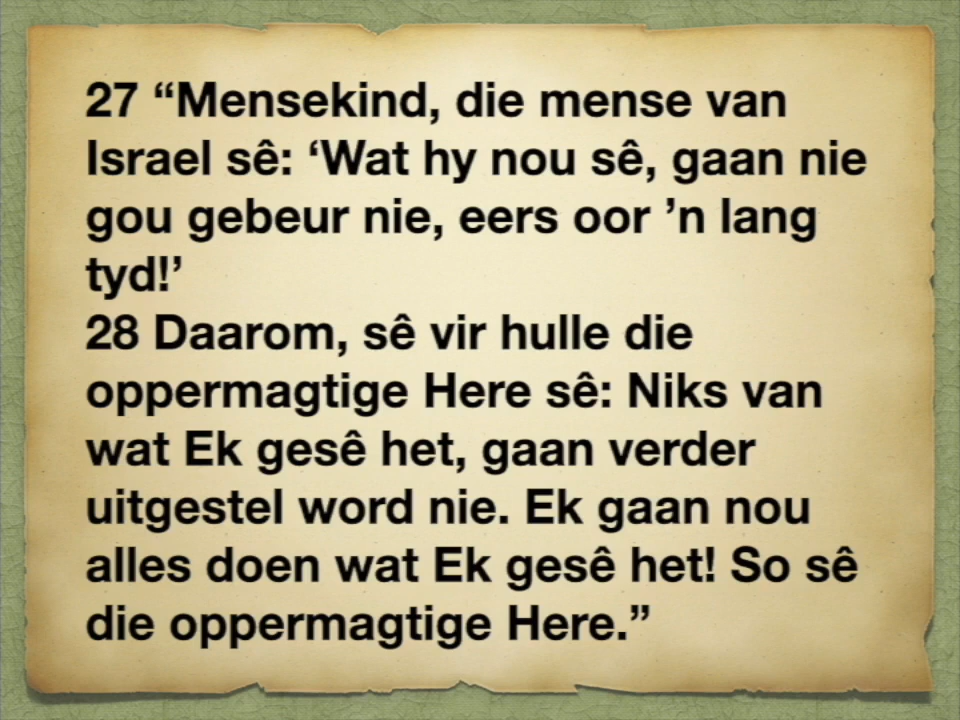 27 “Mensekind, die mense van
Israel sê: ‘Wat hy nou sê, gaan nie
gou gebeur nie, eers oor ’n lang
tyd!’
28 Daarom, sê vir hulle die
oppermagtige Here sê: Niks van
wat Ek gesê het, gaan verder
uitgestel word nie. Ek gaan nou
alles doen wat Ek gesê het! So sê
die oppermagtige Here.”